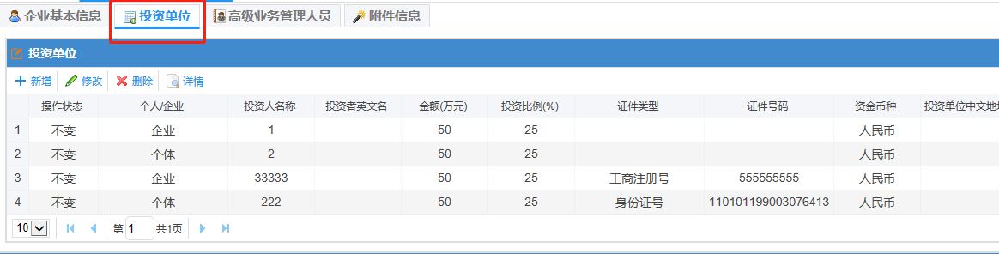 企业基本信息 投资单位 高级业务管理人员 附件信息
投资单位
新增 修改 删除 详情
操作状态 个人/企业 投资人名称 投资者英文名 金额(万元) 投资比例(%) 证件类型 证件号码 资金币种 投资单位中文地
1 不变 企业 1 50 25 人民币
2 不变 个体 2 50 25 人民币
3 不变 企业 33333 50 25 工商注册号 555555555 人民币
4 不变 个体 222 50 25 身份证号 110101199003076413 人民币
10 第 1 共1页